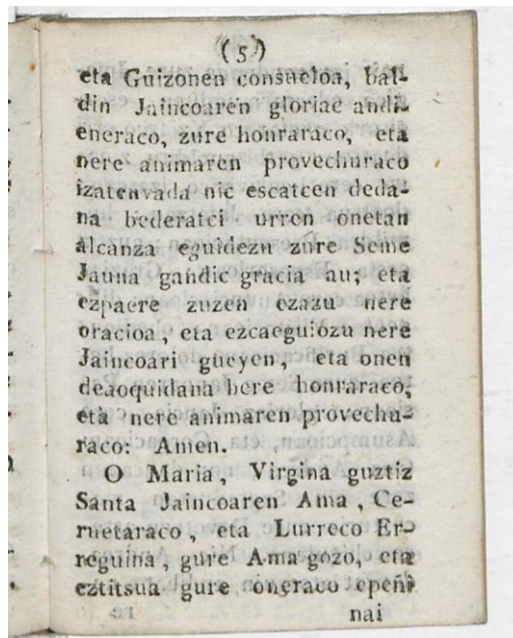 (5)
eta Guizonen consueloa, bal-
din Jaincoaren gloriac andi-
eneraco, zure honraraco, eta
nere animaren provechuraco
izatenvada nic escatcen deda-
na bederatci urren onetan
alcanza eguidezu zure Seme
Jauna gandic gracia au; eta
ezpaere zuzen ezazu nere
oracioa, eta ezcaeguiozu nere
Jaincoari gueyen, eta onen
deaoquidana bere honraraco,
eta nere animaren provechu-
raco: Amen.
O Maria, Virgina guztiz
Santa Jaincoaren Ama, Ce-
ruetaraco, eta Lurreco Er-
reguina, gure Ama gozo, eta
eztitsua gure oneraco epeñi
nai